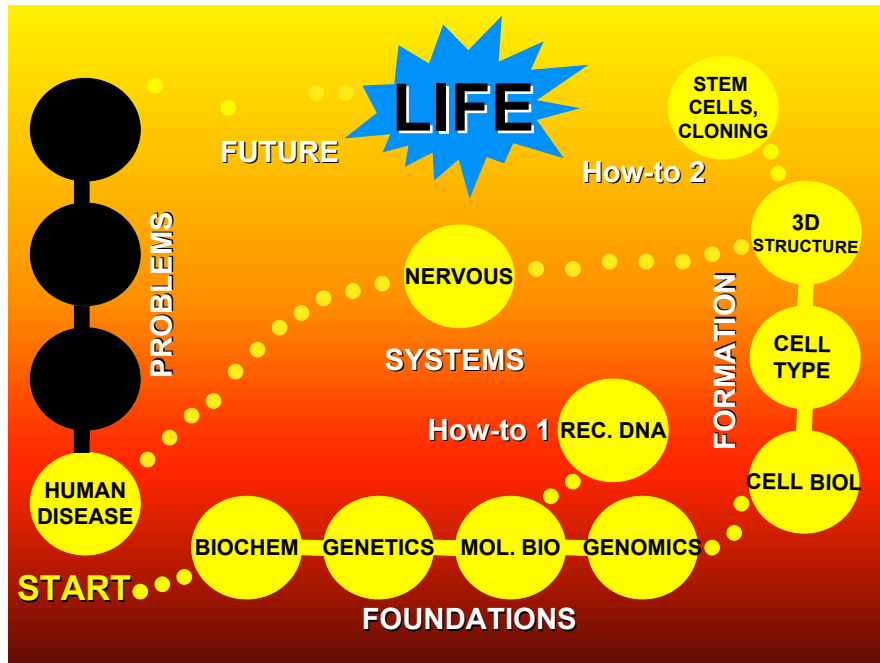 LIFE
STEM
CELLS,
CLONING
FUTURE
How-to 2
PROBLEMS
3D
STRUCTURE
NERVOUS
FORMATION
SYSTEMS
CELL
TYPE
How-to 1
REC. DNA
HUMAN
DISEASE
CELL BIOL
BIOCHEM
GENETICS
MOL. BIO
GENOMICS
START
FOUNDATIONS